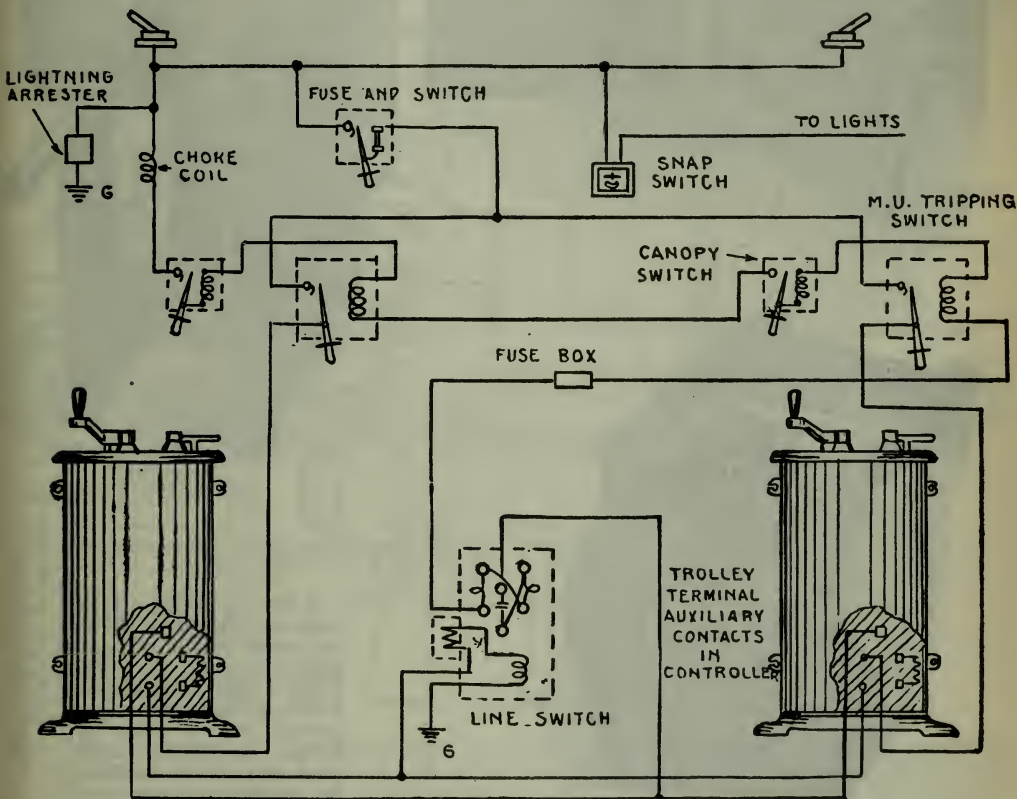 LIGHTNING
ARRESTER
G
CHOKE
COIL
FUSE AND SWITCH
TO LIGHTS
SNAP
SWITCH
M.U. TRIPPING
SWITCH
CANOPY
SWITCH
FUSE BOX
TROLLEY
TERMINAL
AUXILIARY
CONTACTS
IN
CONTROLLER
LINE SWITCH
G